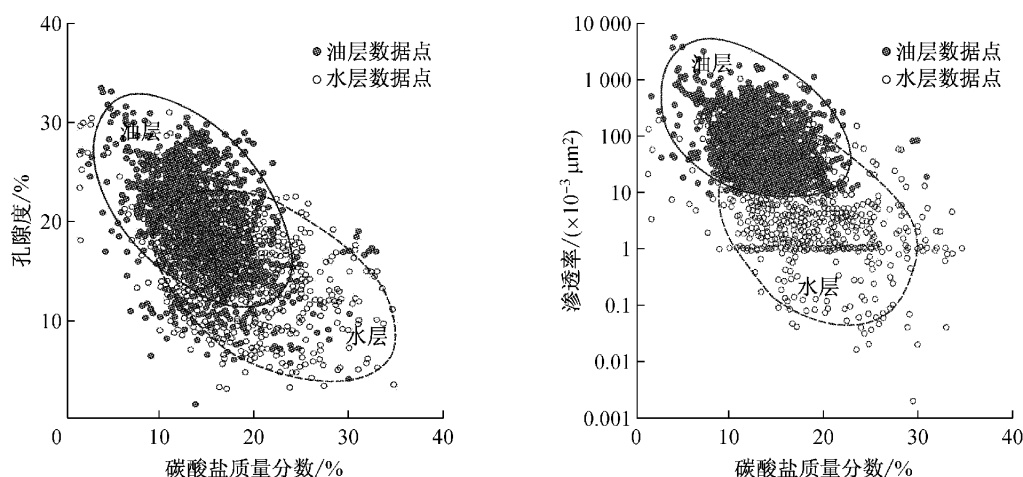 40
30
20
10
0
10
20
30
40
孔隙度/%
碳酸盐质量分数/%
油层数据点
水层数据点
油层
水层
10 000
1 000
100
10
1
0.1
0.01
0.001
0
10
20
30
40
渗透率/(×10⁻³ μm²)
碳酸盐质量分数/%
油层数据点
水层数据点
油层
水层